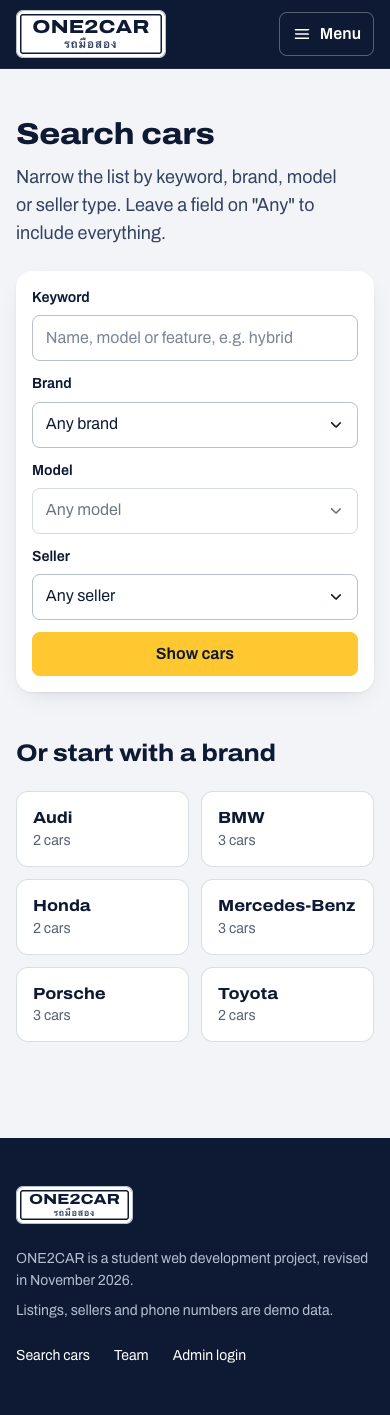 ONE2CAR
รถมือสอง
Menu
Search cars
Narrow the list by keyword, brand, model
or seller type. Leave a field on "Any" to
include everything.
Keyword
Name, model or feature, e.g. hybrid
Brand
Any brand
Model
Any model
Seller
Any seller
Show cars
Or start with a brand
Audi
2 cars
BMW
3 cars
Honda
2 cars
Mercedes-Benz
3 cars
Porsche
3 cars
Toyota
2 cars
ONE2CAR
รถมือสอง
ONE2CAR is a student web development project, revised
in November 2026.
Listings, sellers and phone numbers are demo data.
Search cars
Team
Admin login